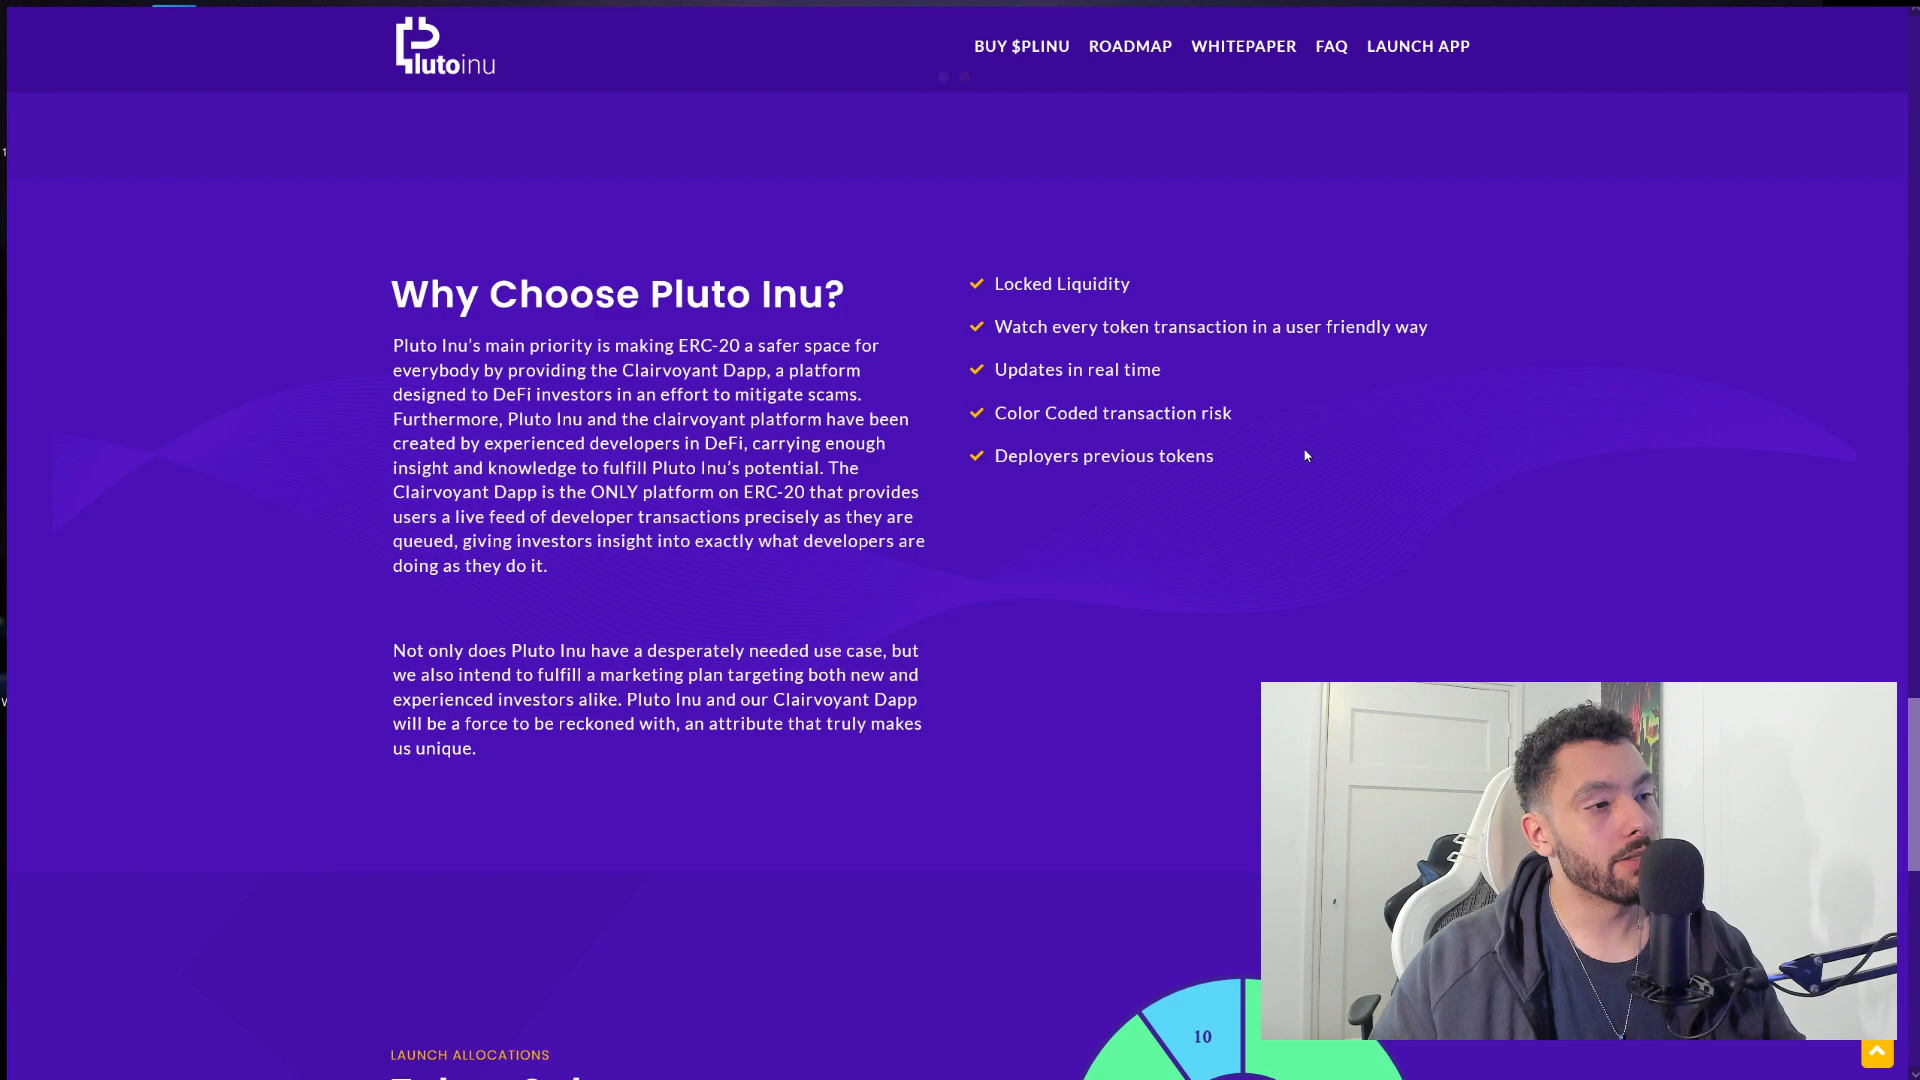 Plutoinu
BUY $PLINU ROADMAP WHITEPAPER FAQ LAUNCH APP
Why Choose Pluto Inu?
Pluto Inu’s main priority is making ERC-20 a safer space for
everybody by providing the Clairvoyant Dapp, a platform
designed to DeFi investors in an effort to mitigate scams.
Furthermore, Pluto Inu and the clairvoyant platform have been
created by experienced developers in DeFi, carrying enough
insight and knowledge to fulfill Pluto Inu’s potential. The
Clairvoyant Dapp is the ONLY platform on ERC-20 that provides
users a live feed of developer transactions precisely as they are
queued, giving investors insight into exactly what developers are
doing as they do it.
Not only does Pluto Inu have a desperately needed use case, but
we also intend to fulfill a marketing plan targeting both new and
experienced investors alike. Pluto Inu and our Clairvoyant Dapp
will be a force to be reckoned with, an attribute that truly makes
us unique.
Locked Liquidity
Watch every token transaction in a user friendly way
Updates in real time
Color Coded transaction risk
Deployers previous tokens
LAUNCH ALLOCATIONS
10